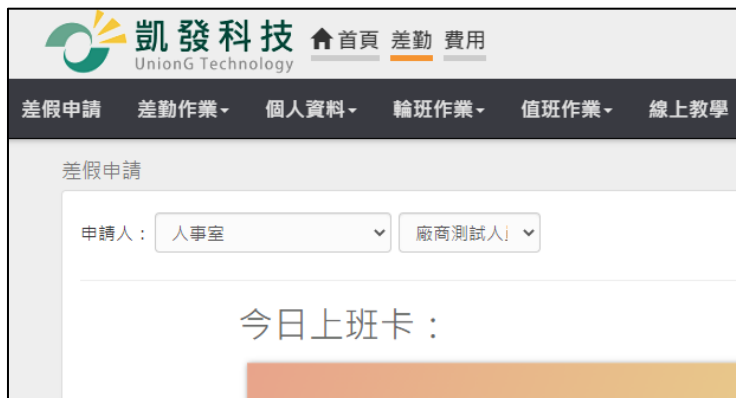 凱發科技
UnionG Technology
首頁 差勤 費用
差假申請 差勤作業 個人資料 輪班作業 值班作業 線上教學
差假申請
申請人： 人事室 廠商測試人
今日上班卡：